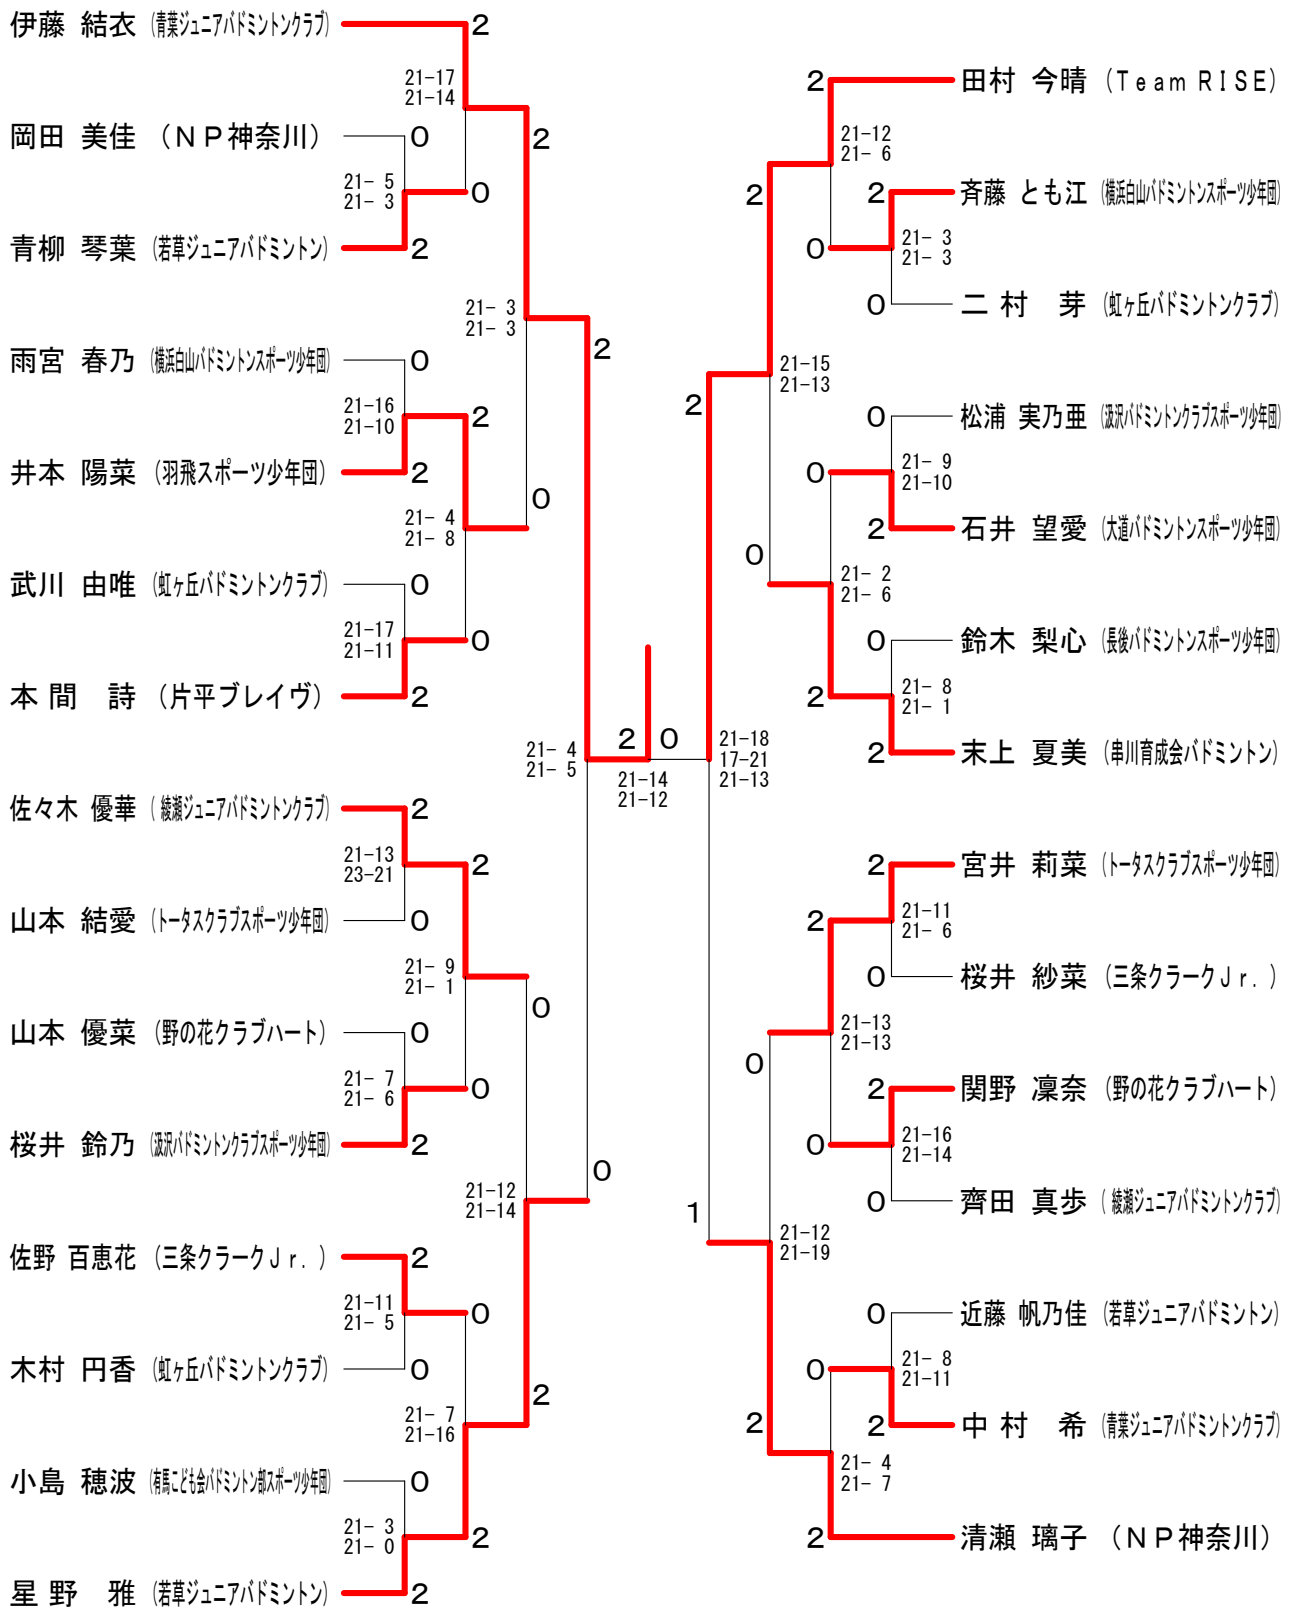 伊藤 結衣 (青葉ジュニアバドミントンクラブ) 2
21-17
21-14
岡田 美佳 (NP神奈川) 0
2
21- 5
21- 3
0
青柳 琴葉 (若草ジュニアバドミントン) 2
21- 3
21- 3
2
雨宮 春乃 (横浜白山バドミントンスポーツ少年団) 0
21-16
21-10
2
井本 陽菜 (羽飛スポーツ少年団) 2
0
21- 4
21- 8
武川 由唯 (虹ヶ丘バドミントンクラブ) 0
21-17
21-11
0
本間 詩 (片平ブレイヴ) 2
21- 4
21- 5
2 0
21-14
21-12
佐々木 優華 (綾瀬ジュニアバドミントンクラブ) 2
21-13
23-21
2
山本 結愛 (トータスクラブスポーツ少年団) 0
21- 9
21- 1
0
山本 優菜 (野の花クラブハート) 0
21- 7
21- 6
0
桜井 鈴乃 (汲沢バドミントンクラブスポーツ少年団) 2
0
21-12
21-14
佐野 百恵花 (三条クラークJr.) 2
21-11
21- 5
0
木村 円香 (虹ヶ丘バドミントンクラブ) 0
2
21- 7
21-16
小島 穂波 (有馬こども会バドミントン部スポーツ少年団) 0
21- 3
21- 0
2
星野 雅 (若草ジュニアバドミントン) 2
2 田村 今晴 (Team RISE)
21-12
21- 6
2
2 斉藤 とも江 (横浜白山バドミントンスポーツ少年団)
0
21- 3
21- 3
0 二村 芽 (虹ヶ丘バドミントンクラブ)
21-15
21-13
2
0 松浦 実乃亜 (汲沢バドミントンクラブスポーツ少年団)
0
21- 9
21-10
2 石井 望愛 (大道バドミントンスポーツ少年団)
0
21- 2
21- 6
0 鈴木 梨心 (長後バドミントンスポーツ少年団)
2
21- 8
21- 1
2 末上 夏美 (串川育成会バドミントン)
21-18
17-21
21-13
2 宮井 莉菜 (トータスクラブスポーツ少年団)
2
21-11
21- 6
0 桜井 紗菜 (三条クラークJr.)
21-13
21-13
0
2 関野 凜奈 (野の花クラブハート)
0
21-16
21-14
0 齊田 真歩 (綾瀬ジュニアバドミントンクラブ)
1
21-12
21-19
0 近藤 帆乃佳 (若草ジュニアバドミントン)
0
21- 8
21-11
2 中村 希 (青葉ジュニアバドミントンクラブ)
2
21- 4
21- 7
2 清瀬 璃子 (NP神奈川)